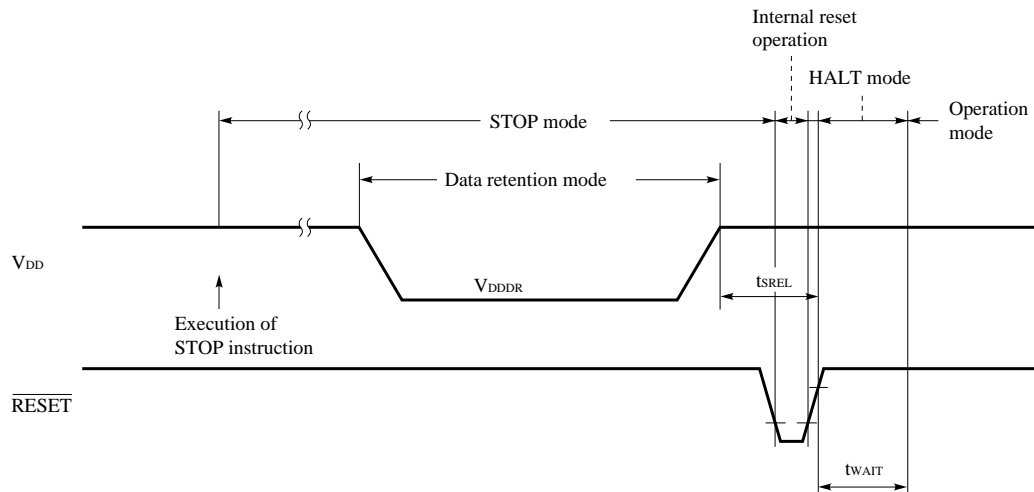 Internal reset
operation
HALT mode
Operation
mode
STOP mode
Data retention mode
VDD
VDDDR
tSREL
Execution of
STOP instruction
RESET
tWAIT